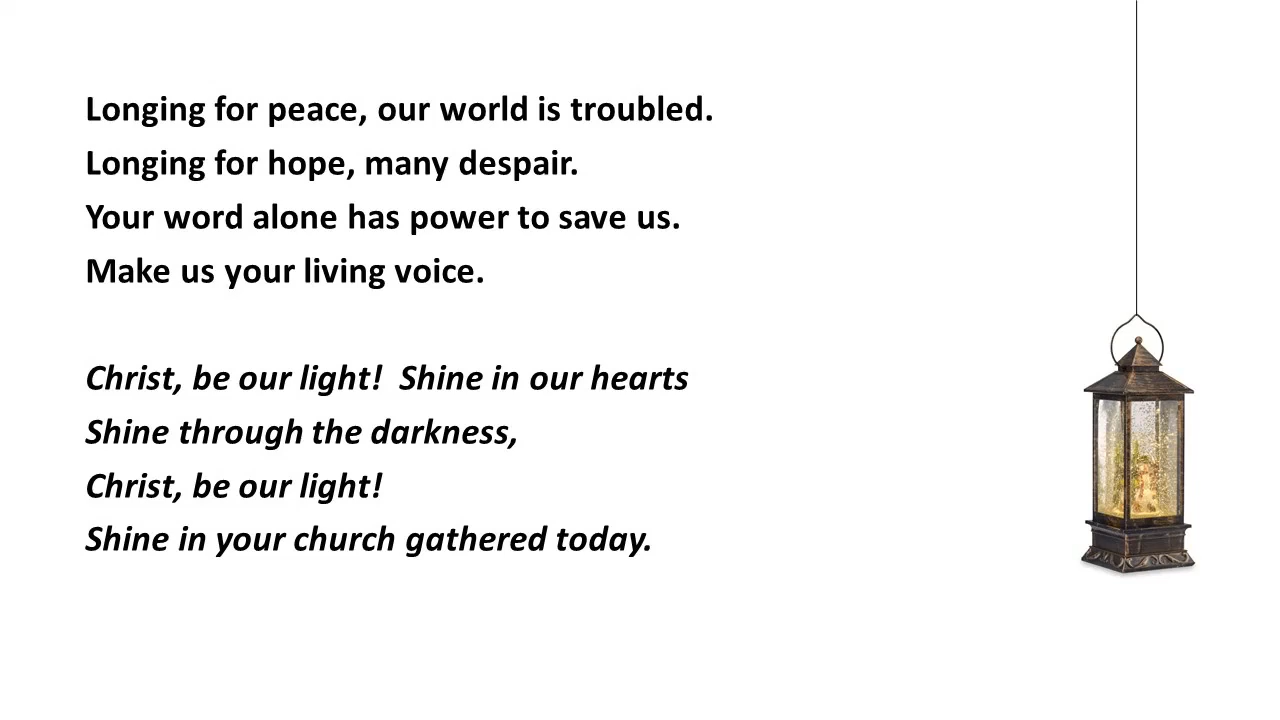 Longing for peace, our world is troubled.
Longing for hope, many despair.
Your word alone has power to save us.
Make us your living voice.
Christ, be our light!  Shine in our hearts
Shine through the darkness,
Christ, be our light!
Shine in your church gathered today.